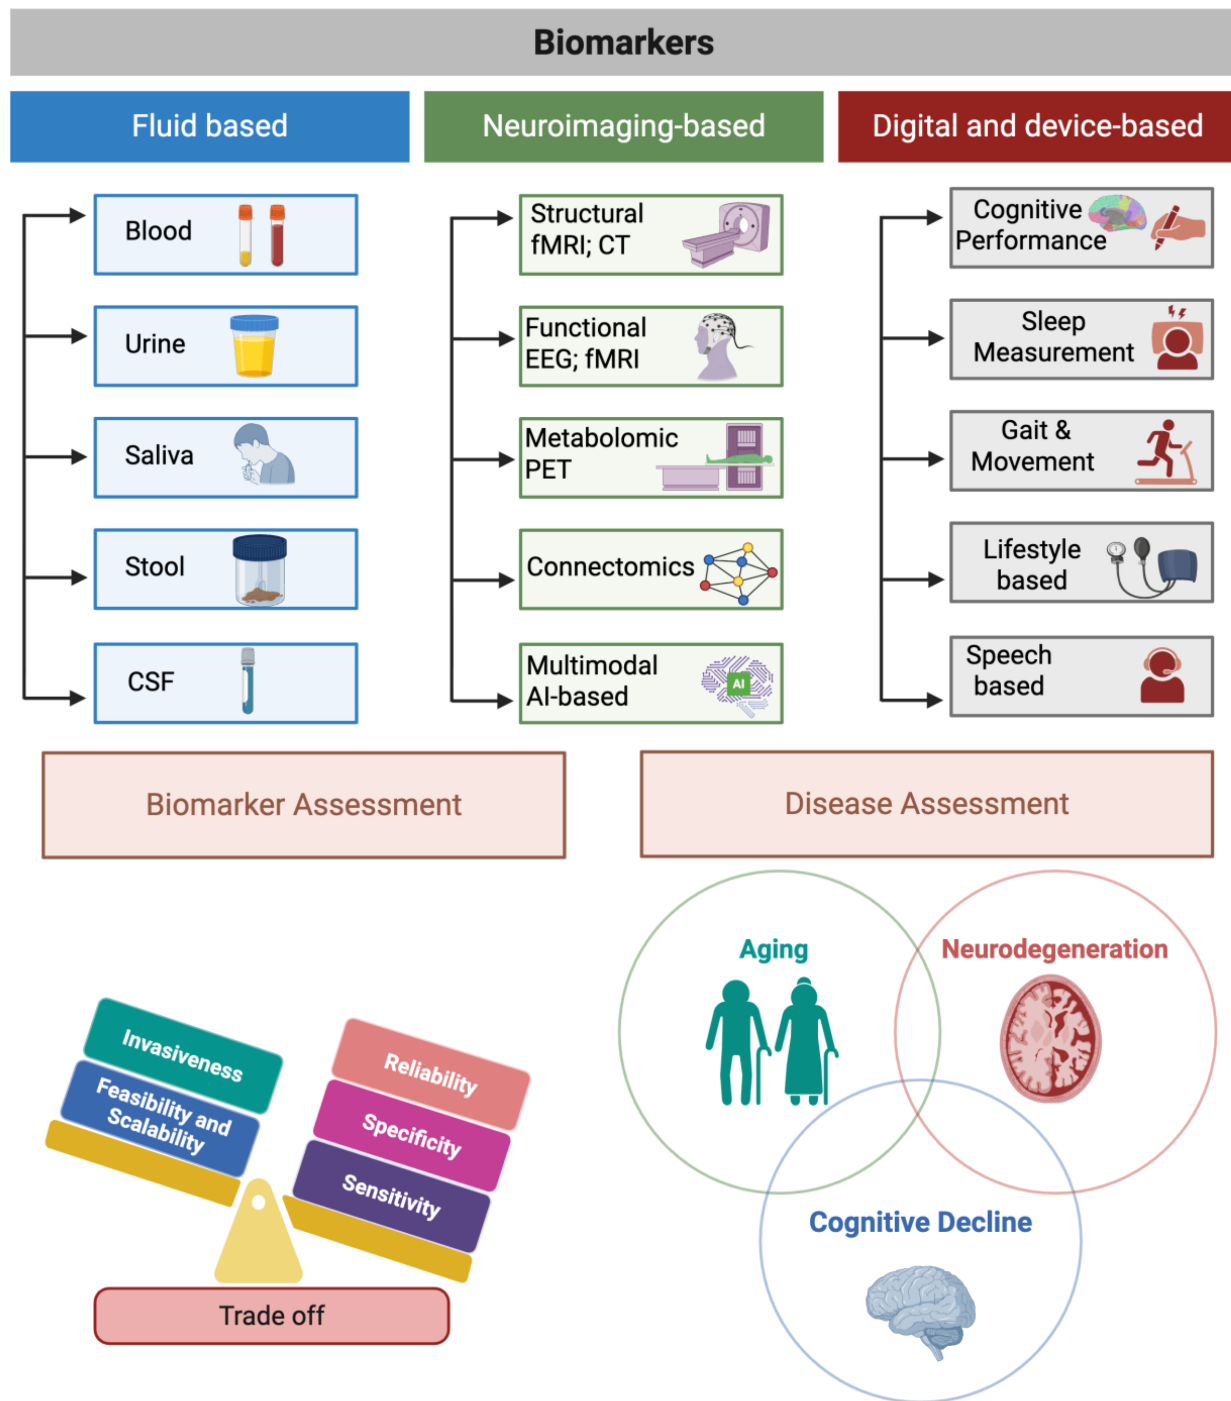 Biomarkers
Fluid based
Neuroimaging-based
Digital and device-based
Blood
Urine
Saliva
Stool
CSF
Structural
fMRI; CT
Functional
EEG; fMRI
Metabolomic
PET
Connectomics
Multimodal
AI-based
AI
Cognitive
Performance
Sleep
Measurement
Gait &
Movement
Lifestyle
based
Speech
based
Biomarker Assessment
Disease Assessment
Invasiveness
Feasibility and
Scalability
Reliability
Specificity
Sensitivity
Trade off
Aging
Neurodegeneration
Cognitive Decline